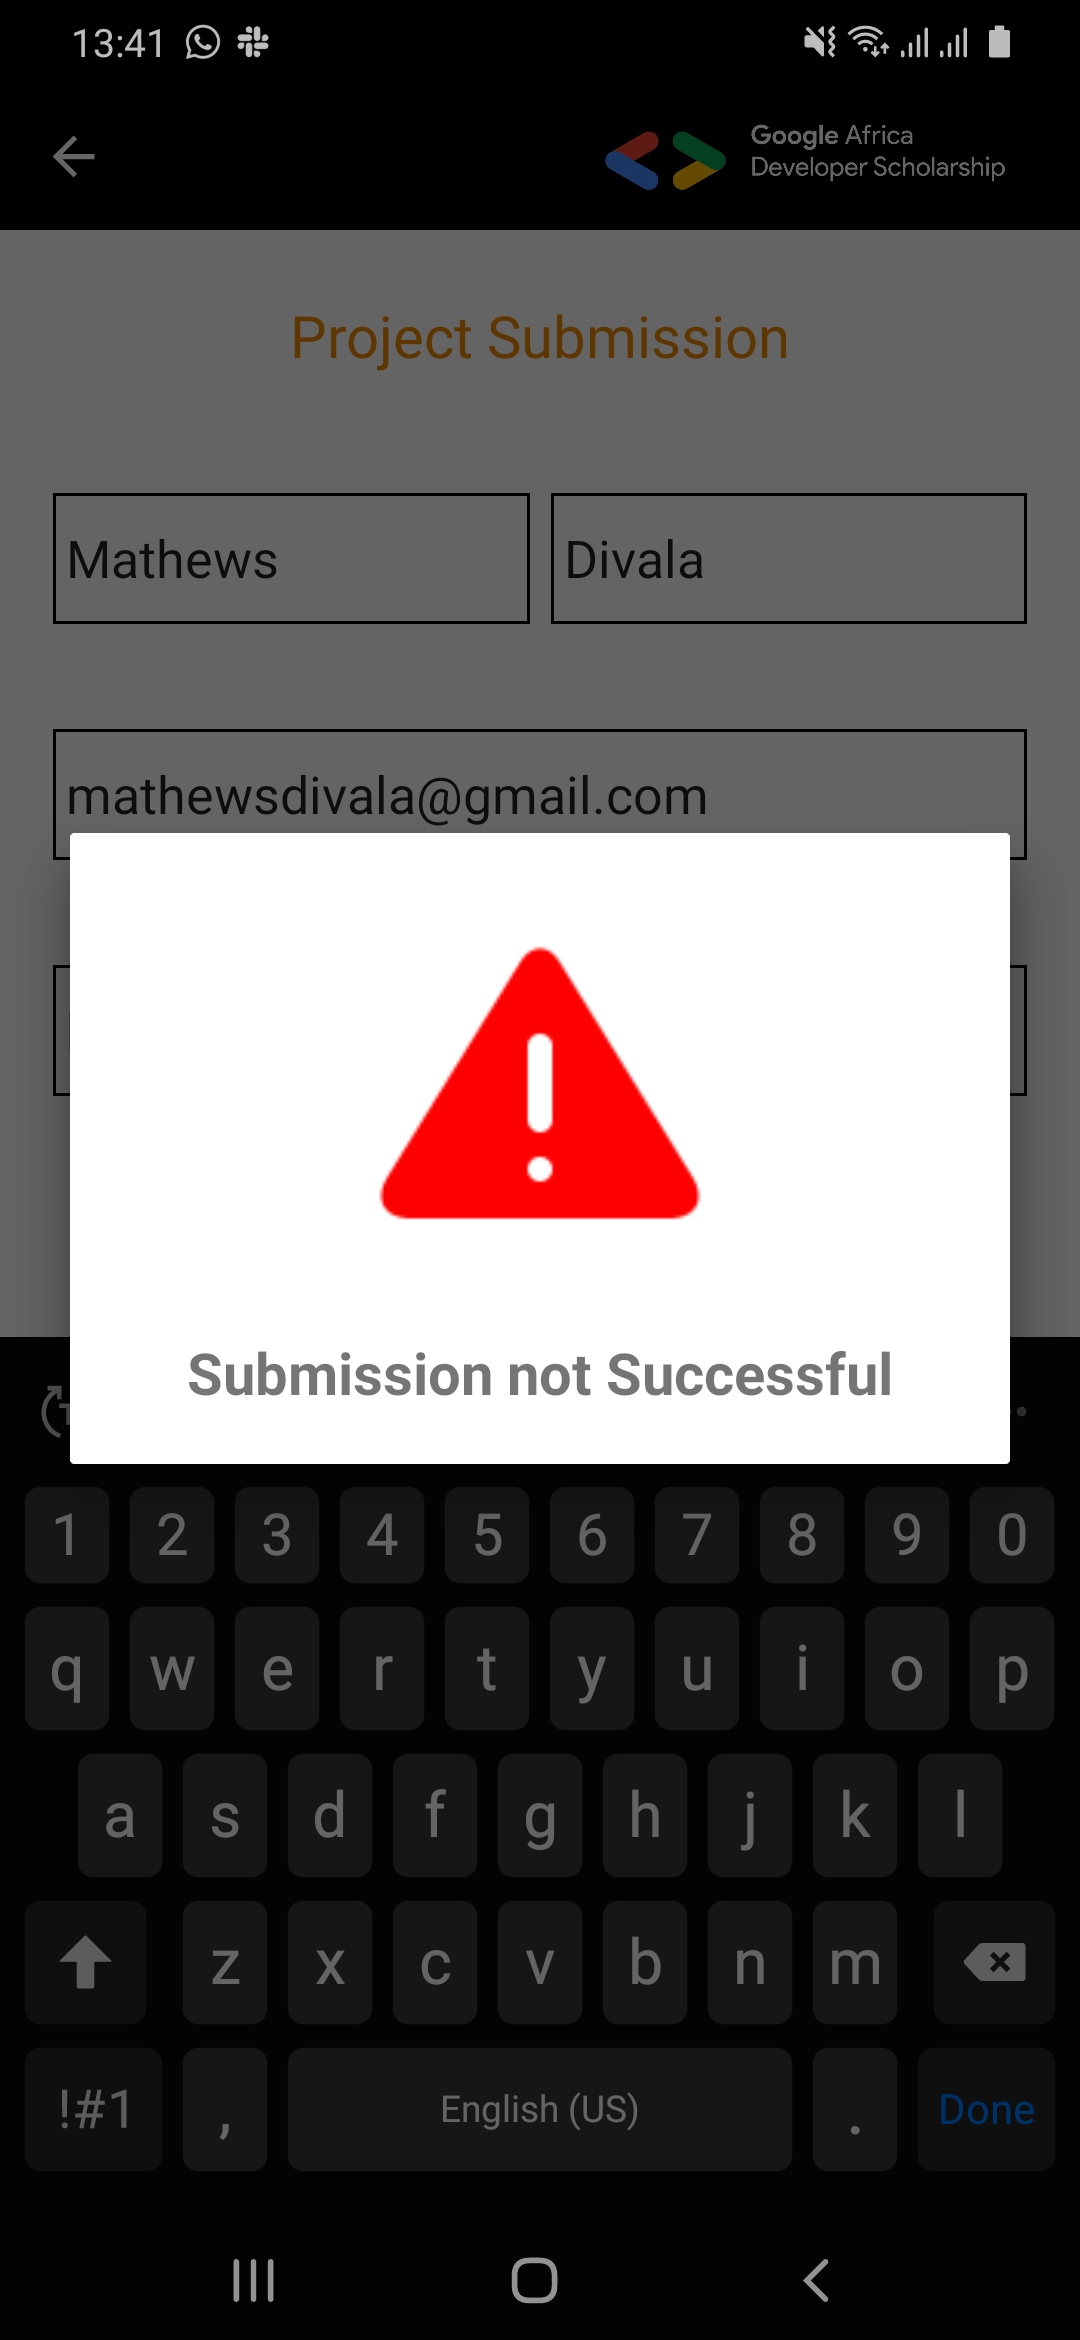 13:41
Google Africa
Developer Scholarship
Project Submission
Mathews
Divala
mathewsdivala@gmail.com
Submission not Successful
1 2 3 4 5 6 7 8 9 0
q w e r t y u i o p
a s d f g h j k l
z x c v b n m
!#1 , English (US) . Done